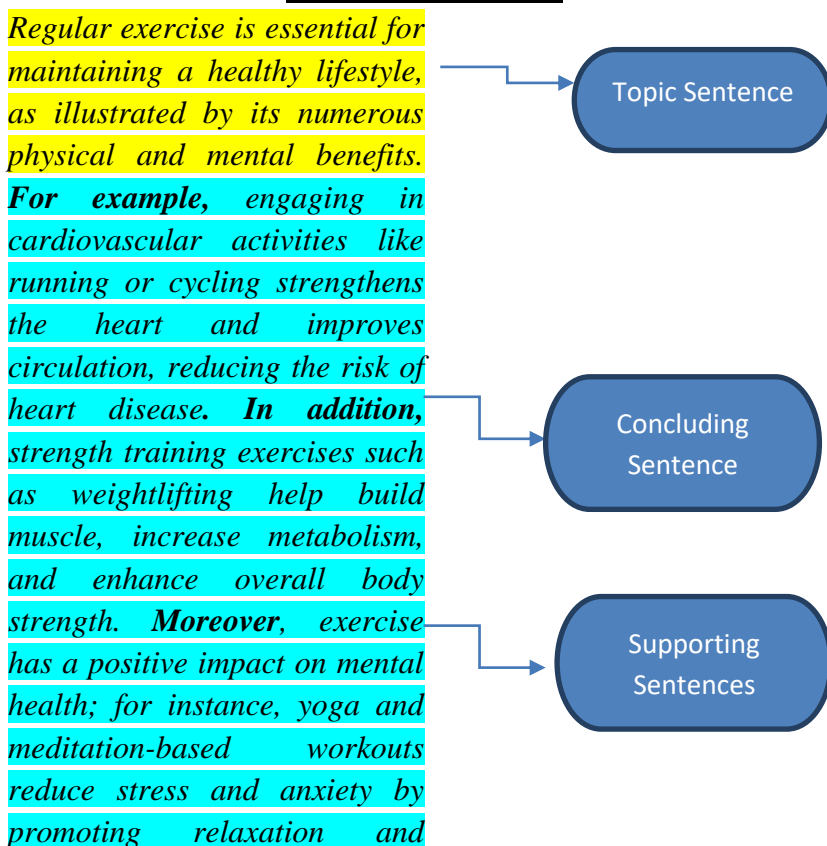 Regular exercise is essential for
maintaining a healthy lifestyle,
as illustrated by its numerous
physical and mental benefits.
For example, engaging in
cardiovascular activities like
running or cycling strengthens
the heart and improves
circulation, reducing the risk of
heart disease. In addition,
strength training exercises such
as weightlifting help build
muscle, increase metabolism,
and enhance overall body
strength. Moreover, exercise
has a positive impact on mental
health; for instance, yoga and
meditation-based workouts
reduce stress and anxiety by
promoting relaxation and
Topic Sentence
Concluding
Sentence
Supporting
Sentences